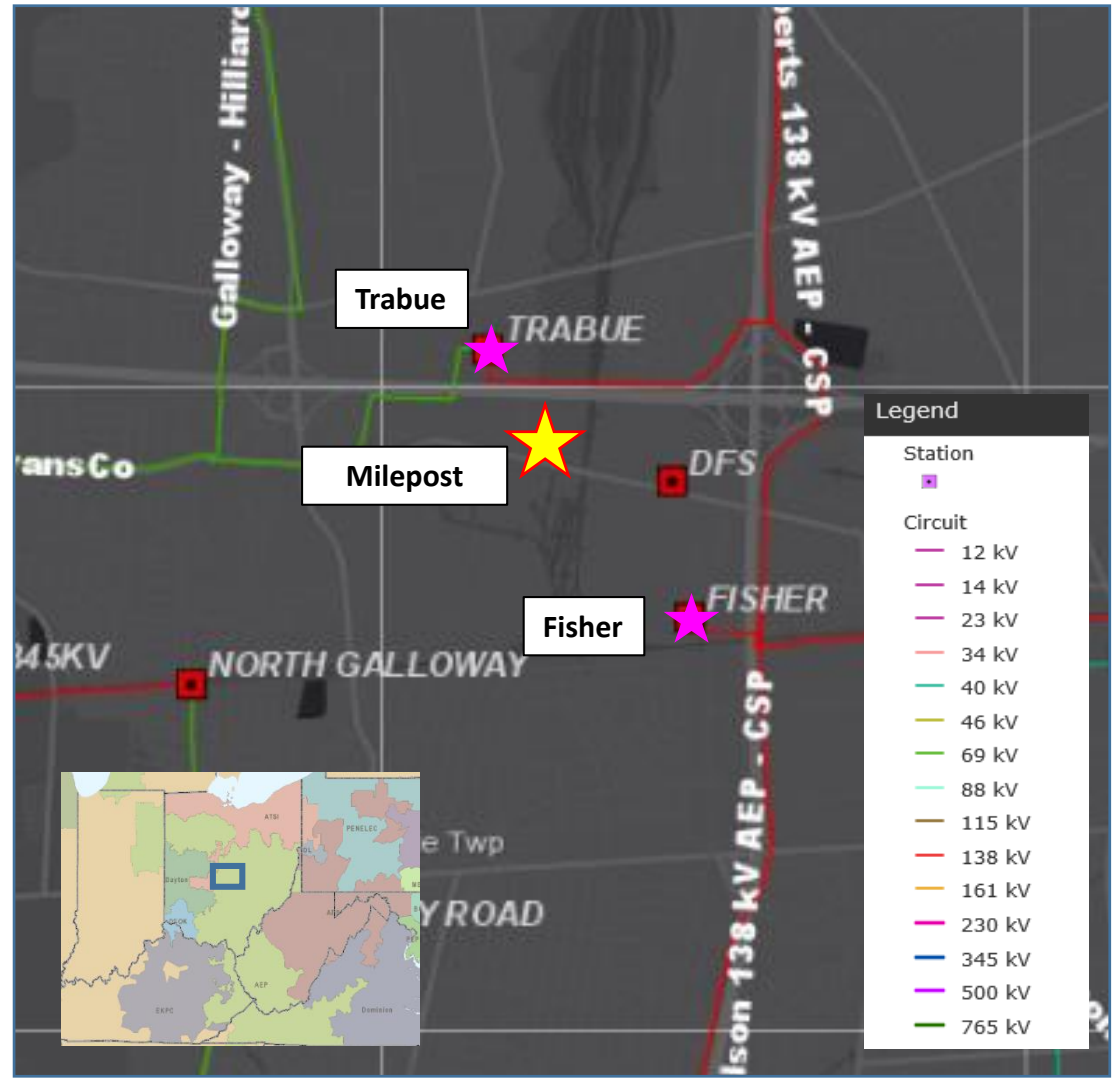 Galloway - Hilliard
erts 138 kV AEP - CSP
Trabue
TRABUE
ansCo
Milepost
DFS
Fisher
FISHER
345KV
NORTH GALLOWAY
lson 138 kV AEP - CSP
e Twp
Y ROAD
Legend
Station
Circuit
12 kV
14 kV
23 kV
34 kV
40 kV
46 kV
69 kV
88 kV
115 kV
138 kV
161 kV
230 kV
345 kV
500 kV
765 kV
ATSI
PENELEC
Dayton
AEP
EKPC
Dominion